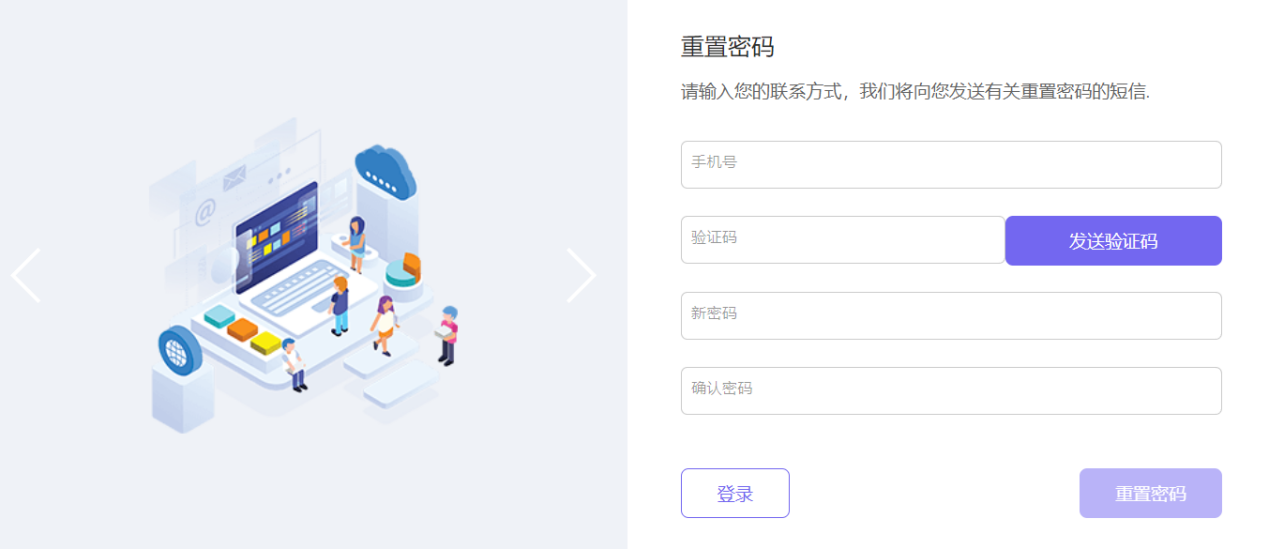 重置密码
请输入您的联系方式，我们将向您发送有关重置密码的短信.
手机号
验证码
发送验证码
新密码
确认密码
登录
重置密码
@